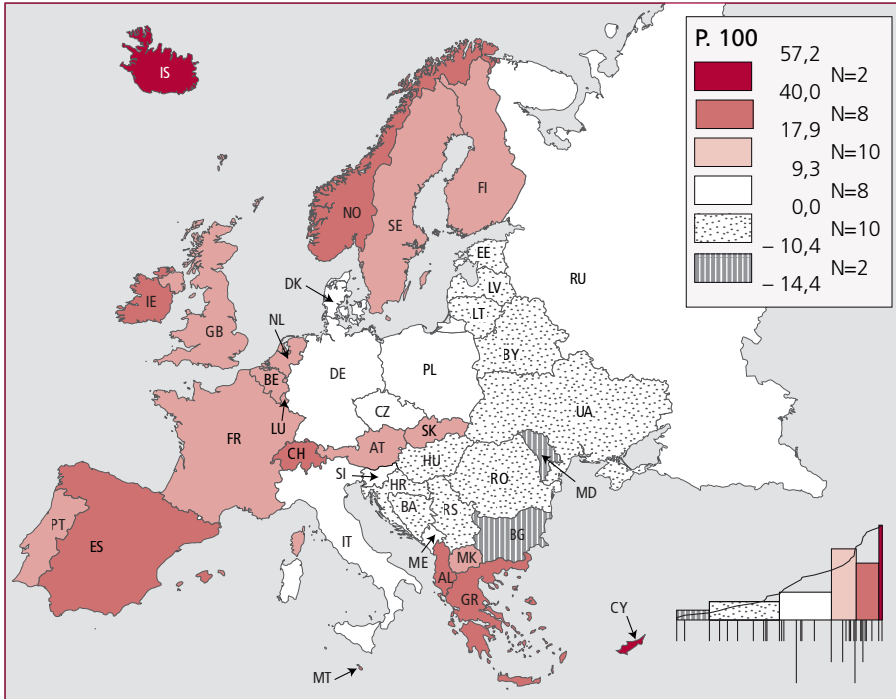 P. 100
57,2
N=2
40,0
N=8
17,9
N=10
9,3
N=8
0,0
N=10
– 10,4
N=2
– 14,4
IS
NO
SE
FI
EE
LV
LT
RU
DK
IE
GB
NL
BE
LU
DE
PL
BY
CZ
UA
FR
CH
AT
SK
HU
SI
HR
BA
RS
RO
MD
BG
PT
ES
IT
ME
MK
AL
GR
MT
CY